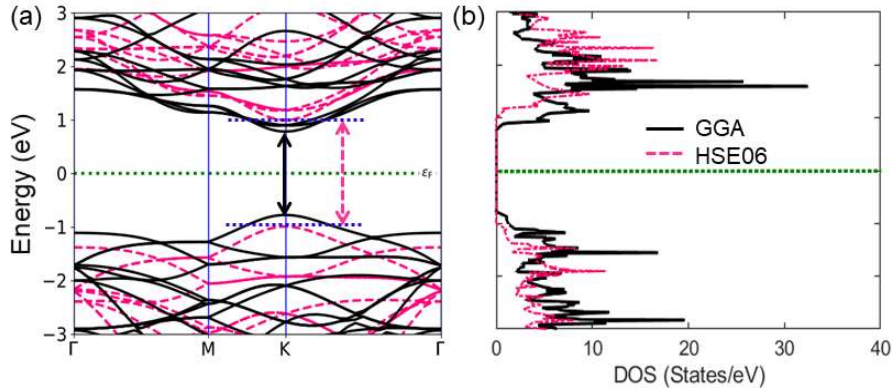 (a)
3
2
1
0
−1
−2
−3
Energy (eV)
εF
Γ
M
K
Γ
(b)
GGA
HSE06
0
10
20
30
40
DOS (States/eV)